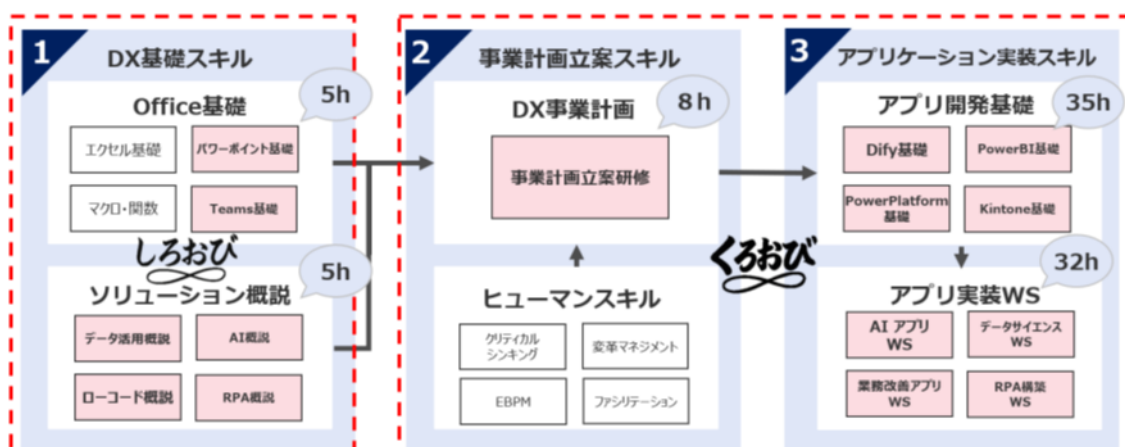 1
DX基礎スキル
Office基礎
5h
エクセル基礎
パワーポイント基礎
マクロ・関数
Teams基礎
しろおび
ソリューション概説
5h
データ活用概説
AI概説
ローコード概説
RPA概説
2
事業計画立案スキル
DX事業計画
8h
事業計画立案研修
くろおび
ヒューマンスキル
クリティカル
シンキング
変革マネジメント
EBPM
ファシリテーション
3
アプリケーション実装スキル
アプリ開発基礎
35h
Dify基礎
PowerBI基礎
PowerPlatform
基礎
Kintone基礎
32h
アプリ実装WS
AI アプリ
WS
データサイエンス
WS
業務改善アプリ
WS
RPA構築
WS